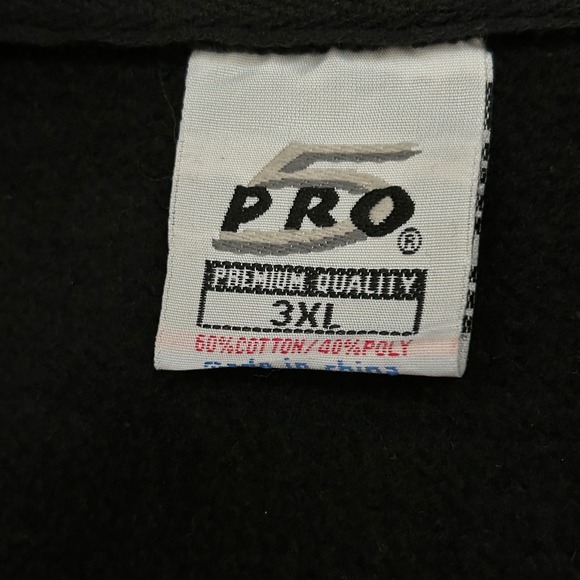 5
PRO®
PREMIUM QUALITY
3XL
60%COTTON/40%POLY
made in china